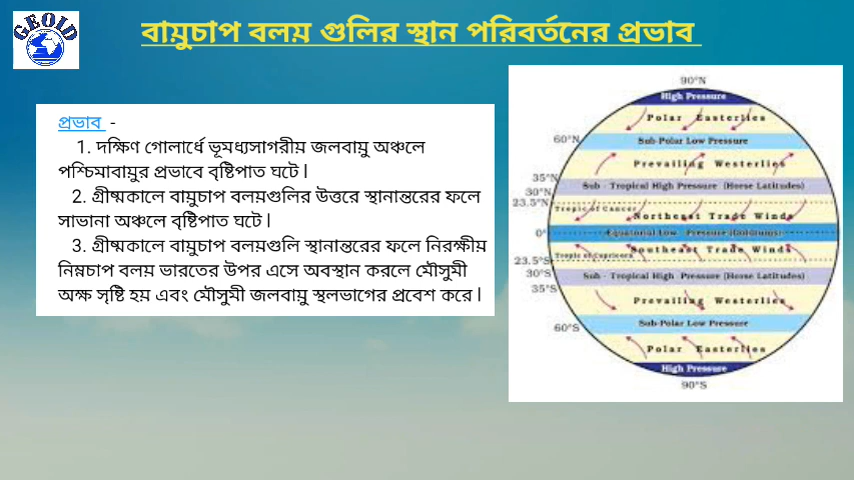 GEOID
বায়ুচাপ বলয় গুলির স্থান পরিবর্তনের প্রভাব
প্রভাব -
1. দক্ষিণ গোলার্ধে ভূমধ্যসাগরীয় জলবায়ু অঞ্চলে
পশ্চিমাবায়ুর প্রভাবে বৃষ্টিপাত ঘটে l
2. গ্রীষ্মকালে বায়ুচাপ বলয়গুলির উত্তরে স্থানান্তরের ফলে
সাভানা অঞ্চলে বৃষ্টিপাত ঘটে l
3. গ্রীষ্মকালে বায়ুচাপ বলয়গুলি স্থানান্তরের ফলে নিরক্ষীয়
নিম্নচাপ বলয় ভারতের উপর এসে অবস্থান করলে মৌসুমী
অক্ষ সৃষ্টি হয় এবং মৌসুমী জলবায়ু স্থলভাগের প্রবেশ করে l
90°N
High Pressure
Polar Easterlies
60°N
Sub-Polar Low Pressure
Prevailing Westerlies
35°N
Sub - Tropical High Pressure (Horse Latitudes)
30°N
23.5°N
Tropic of Cancer
Northeast Trade Winds
0°
Equatorial Low Pressure (Doldrums)
Southeast Trade Winds
Tropic of Capricorn
23.5°S
30°S
Sub - Tropical High Pressure (Horse Latitudes)
35°S
Prevailing Westerlies
60°S
Sub-Polar Low Pressure
Polar Easterlies
High Pressure
90°S